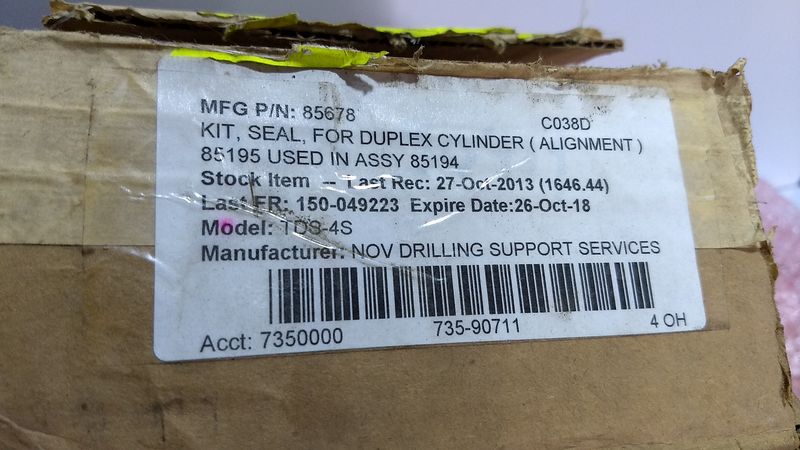 MFG P/N: 85678 C038D
KIT, SEAL, FOR DUPLEX CYLINDER ( ALIGNMENT )
85195 USED IN ASSY 85194
Stock Item -- Last Rec: 27-Oct-2013 (1646.44)
Last ER: 150-049223 Expire Date:26-Oct-18
Model: TDS-4S
Manufacturer: NOV DRILLING SUPPORT SERVICES
Acct: 7350000 735-90711 4 OH